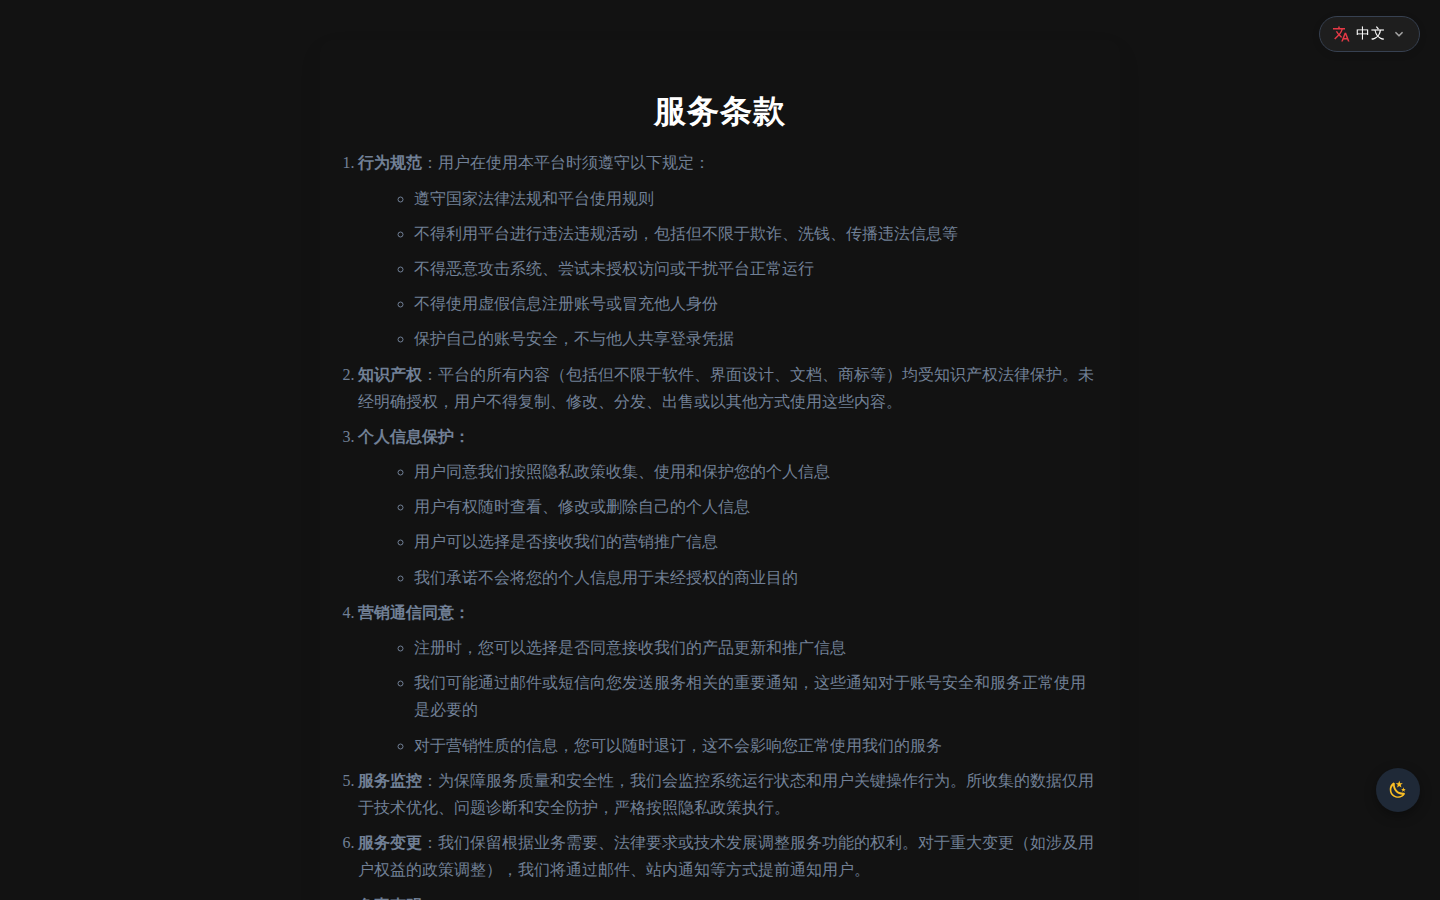 中文
服务条款
1. 行为规范：用户在使用本平台时须遵守以下规定：
遵守国家法律法规和平台使用规则
不得利用平台进行违法违规活动，包括但不限于欺诈、洗钱、传播违法信息等
不得恶意攻击系统、尝试未授权访问或干扰平台正常运行
不得使用虚假信息注册账号或冒充他人身份
保护自己的账号安全，不与他人共享登录凭据
2. 知识产权：平台的所有内容（包括但不限于软件、界面设计、文档、商标等）均受知识产权法律保护。未
经明确授权，用户不得复制、修改、分发、出售或以其他方式使用这些内容。
3. 个人信息保护：
用户同意我们按照隐私政策收集、使用和保护您的个人信息
用户有权随时查看、修改或删除自己的个人信息
用户可以选择是否接收我们的营销推广信息
我们承诺不会将您的个人信息用于未经授权的商业目的
4. 营销通信同意：
注册时，您可以选择是否同意接收我们的产品更新和推广信息
我们可能通过邮件或短信向您发送服务相关的重要通知，这些通知对于账号安全和服务正常使用
是必要的
对于营销性质的信息，您可以随时退订，这不会影响您正常使用我们的服务
5. 服务监控：为保障服务质量和安全性，我们会监控系统运行状态和用户关键操作行为。所收集的数据仅用
于技术优化、问题诊断和安全防护，严格按照隐私政策执行。
6. 服务变更：我们保留根据业务需要、法律要求或技术发展调整服务功能的权利。对于重大变更（如涉及用
户权益的政策调整），我们将通过邮件、站内通知等方式提前通知用户。